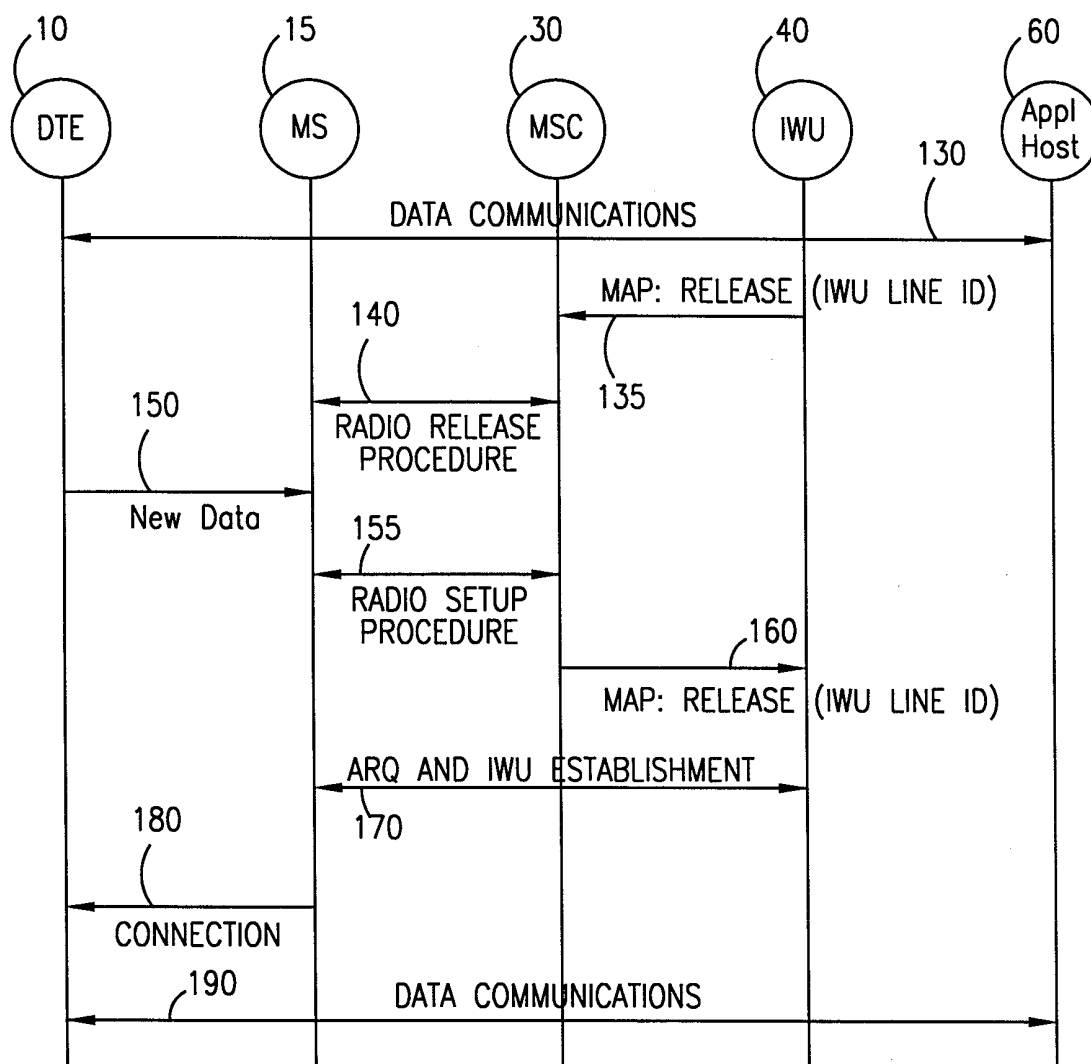 10 15 30 40 60
DTE MS MSC IWU Appl
Host
130
DATA COMMUNICATIONS
MAP: RELEASE (IWU LINE ID)
140
135
RADIO RELEASE
PROCEDURE
150
New Data
155
RADIO SETUP
PROCEDURE
160
MAP: RELEASE (IWU LINE ID)
ARQ AND IWU ESTABLISHMENT
170
180
CONNECTION
190
DATA COMMUNICATIONS